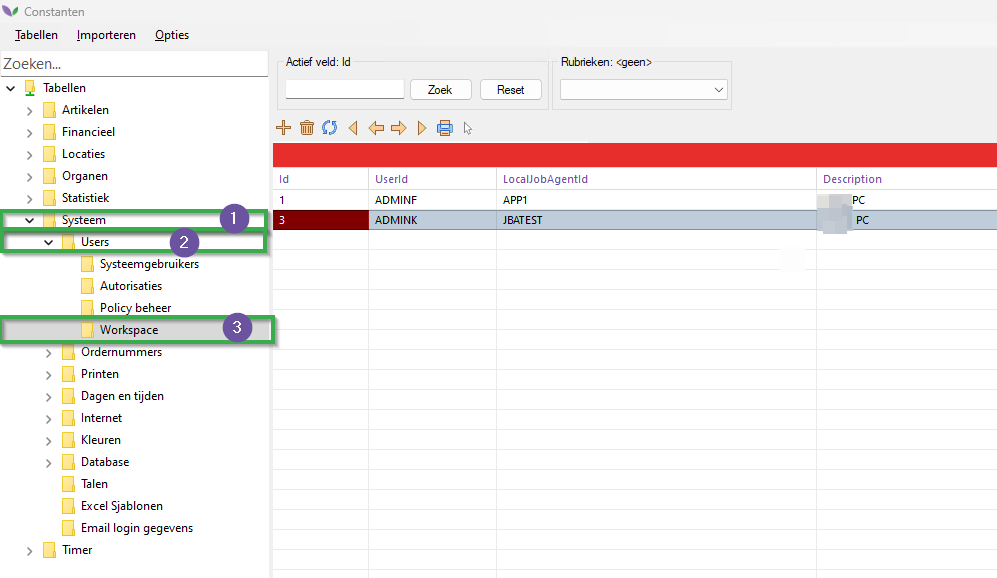 Constanten
Tabellen Importeren Opties
Zoeken...
Tabellen
Artikelen
Financieel
Locaties
Organen
Statistiek
Systeem 1
Users 2
Systeemgebruikers
Autorisaties
Policy beheer
Workspace 3
Ordernummers
Printen
Dagen en tijden
Internet
Kleuren
Database
Talen
Excel Sjablonen
Email login gegevens
Timer
Actief veld: Id
Zoek Reset
Rubrieken: <geen>
Id UserId LocalJobAgentId Description
1 ADMINF APP1 PC
3 ADMINK JBATEST PC